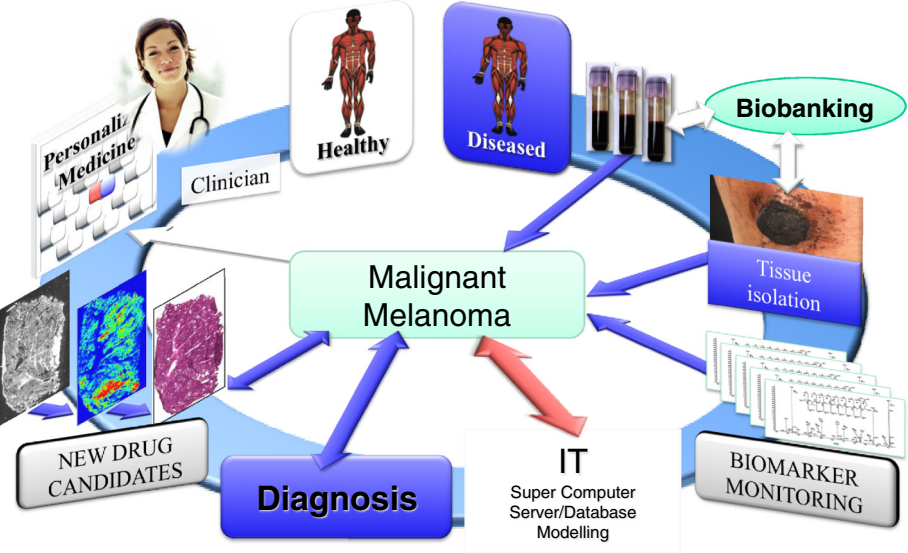 Healthy
Diseased
Biobanking
Personaliz
Medicine
Clinician
Malignant
Melanoma
Tissue
isolation
NEW DRUG
CANDIDATES
Diagnosis
IT
Super Computer
Server/Database
Modelling
BIOMARKER
MONITORING